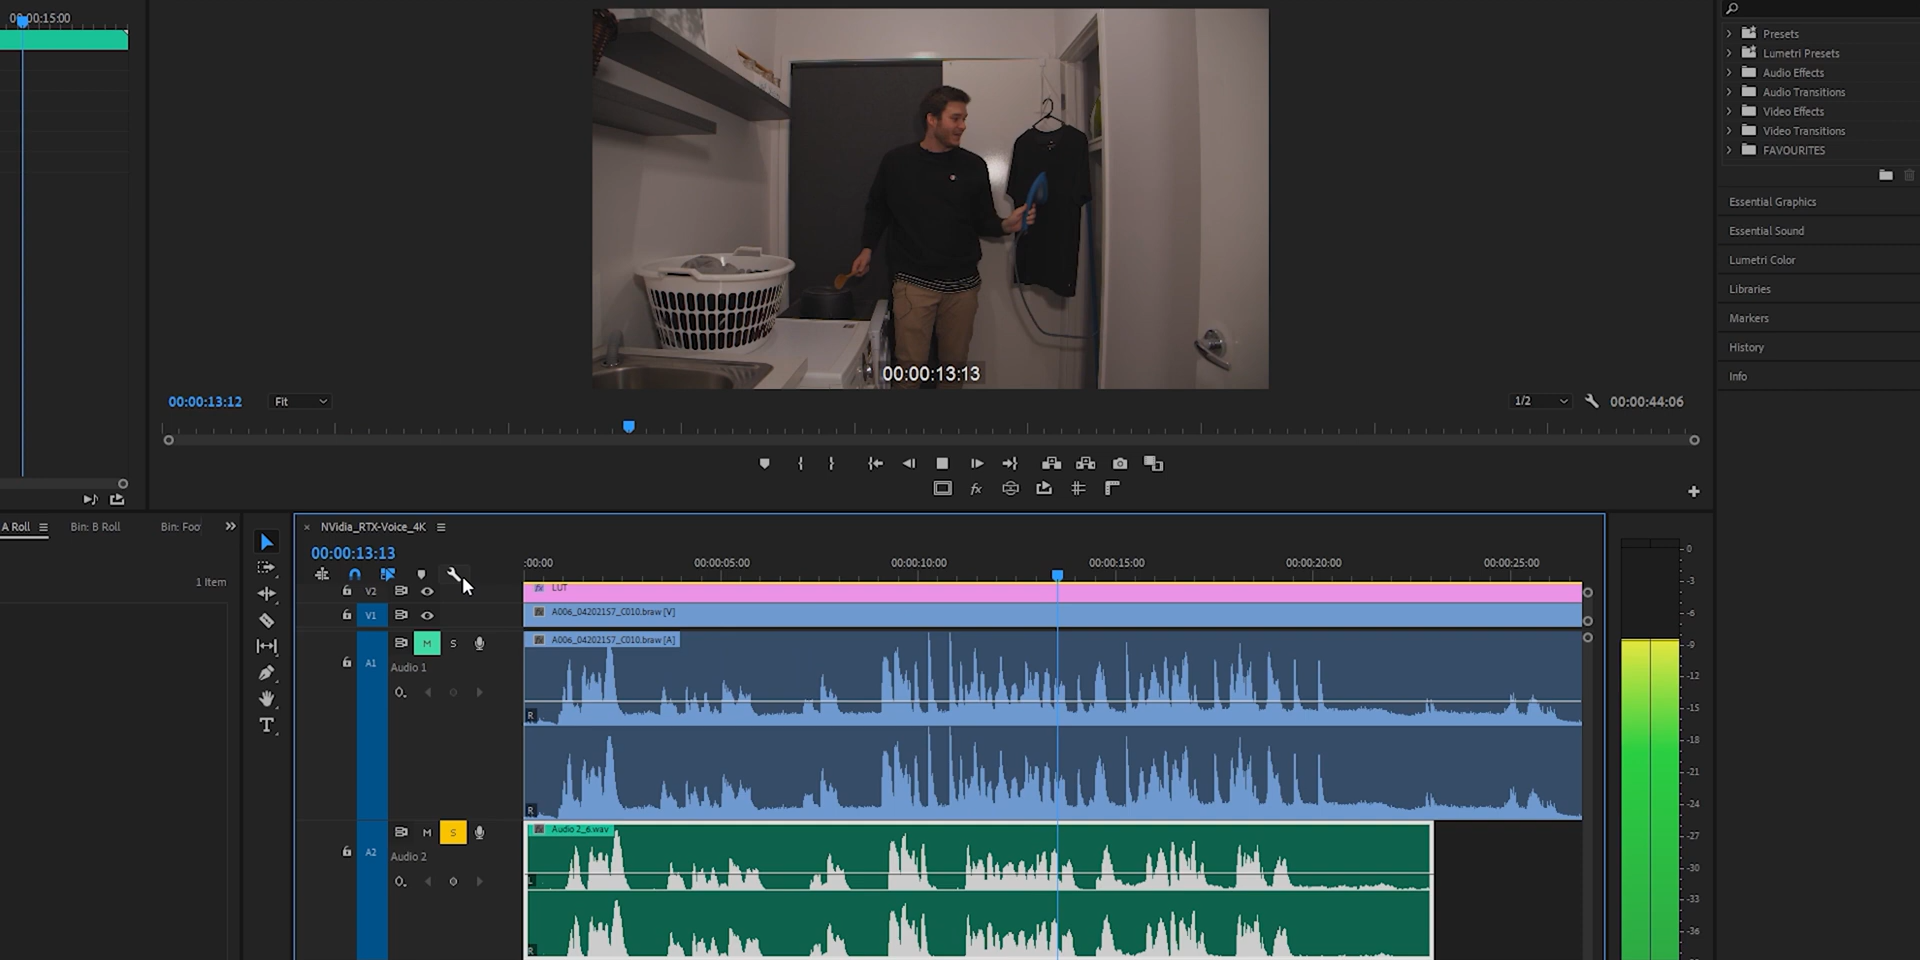 00:00:15:00
Presets
Lumetri Presets
Audio Effects
Audio Transitions
Video Effects
Video Transitions
FAVOURITES
Essential Graphics
Essential Sound
Lumetri Color
Libraries
Markers
History
Info
00:00:13:13
00:00:13:12
Fit
1/2
00:00:44:06
fx
A Roll
Bin: B Roll
Bin: Foo
1 Item
NVidia_RTX-Voice_4K
00:00:13:13
:00:00
00:00:05:00
00:00:10:00
00:00:15:00
00:00:20:00
00:00:25:00
V2
LUT
V1
A006_04202157_C010.braw [V]
A006_04202157_C010.braw [A]
M
S
A1
Audio 1
R
R
M
S
Audio 2_6.wav
A2
Audio 2
L
R
T
0
-3
-6
-9
-12
-15
-18
-21
-24
-27
-30
-33
-36